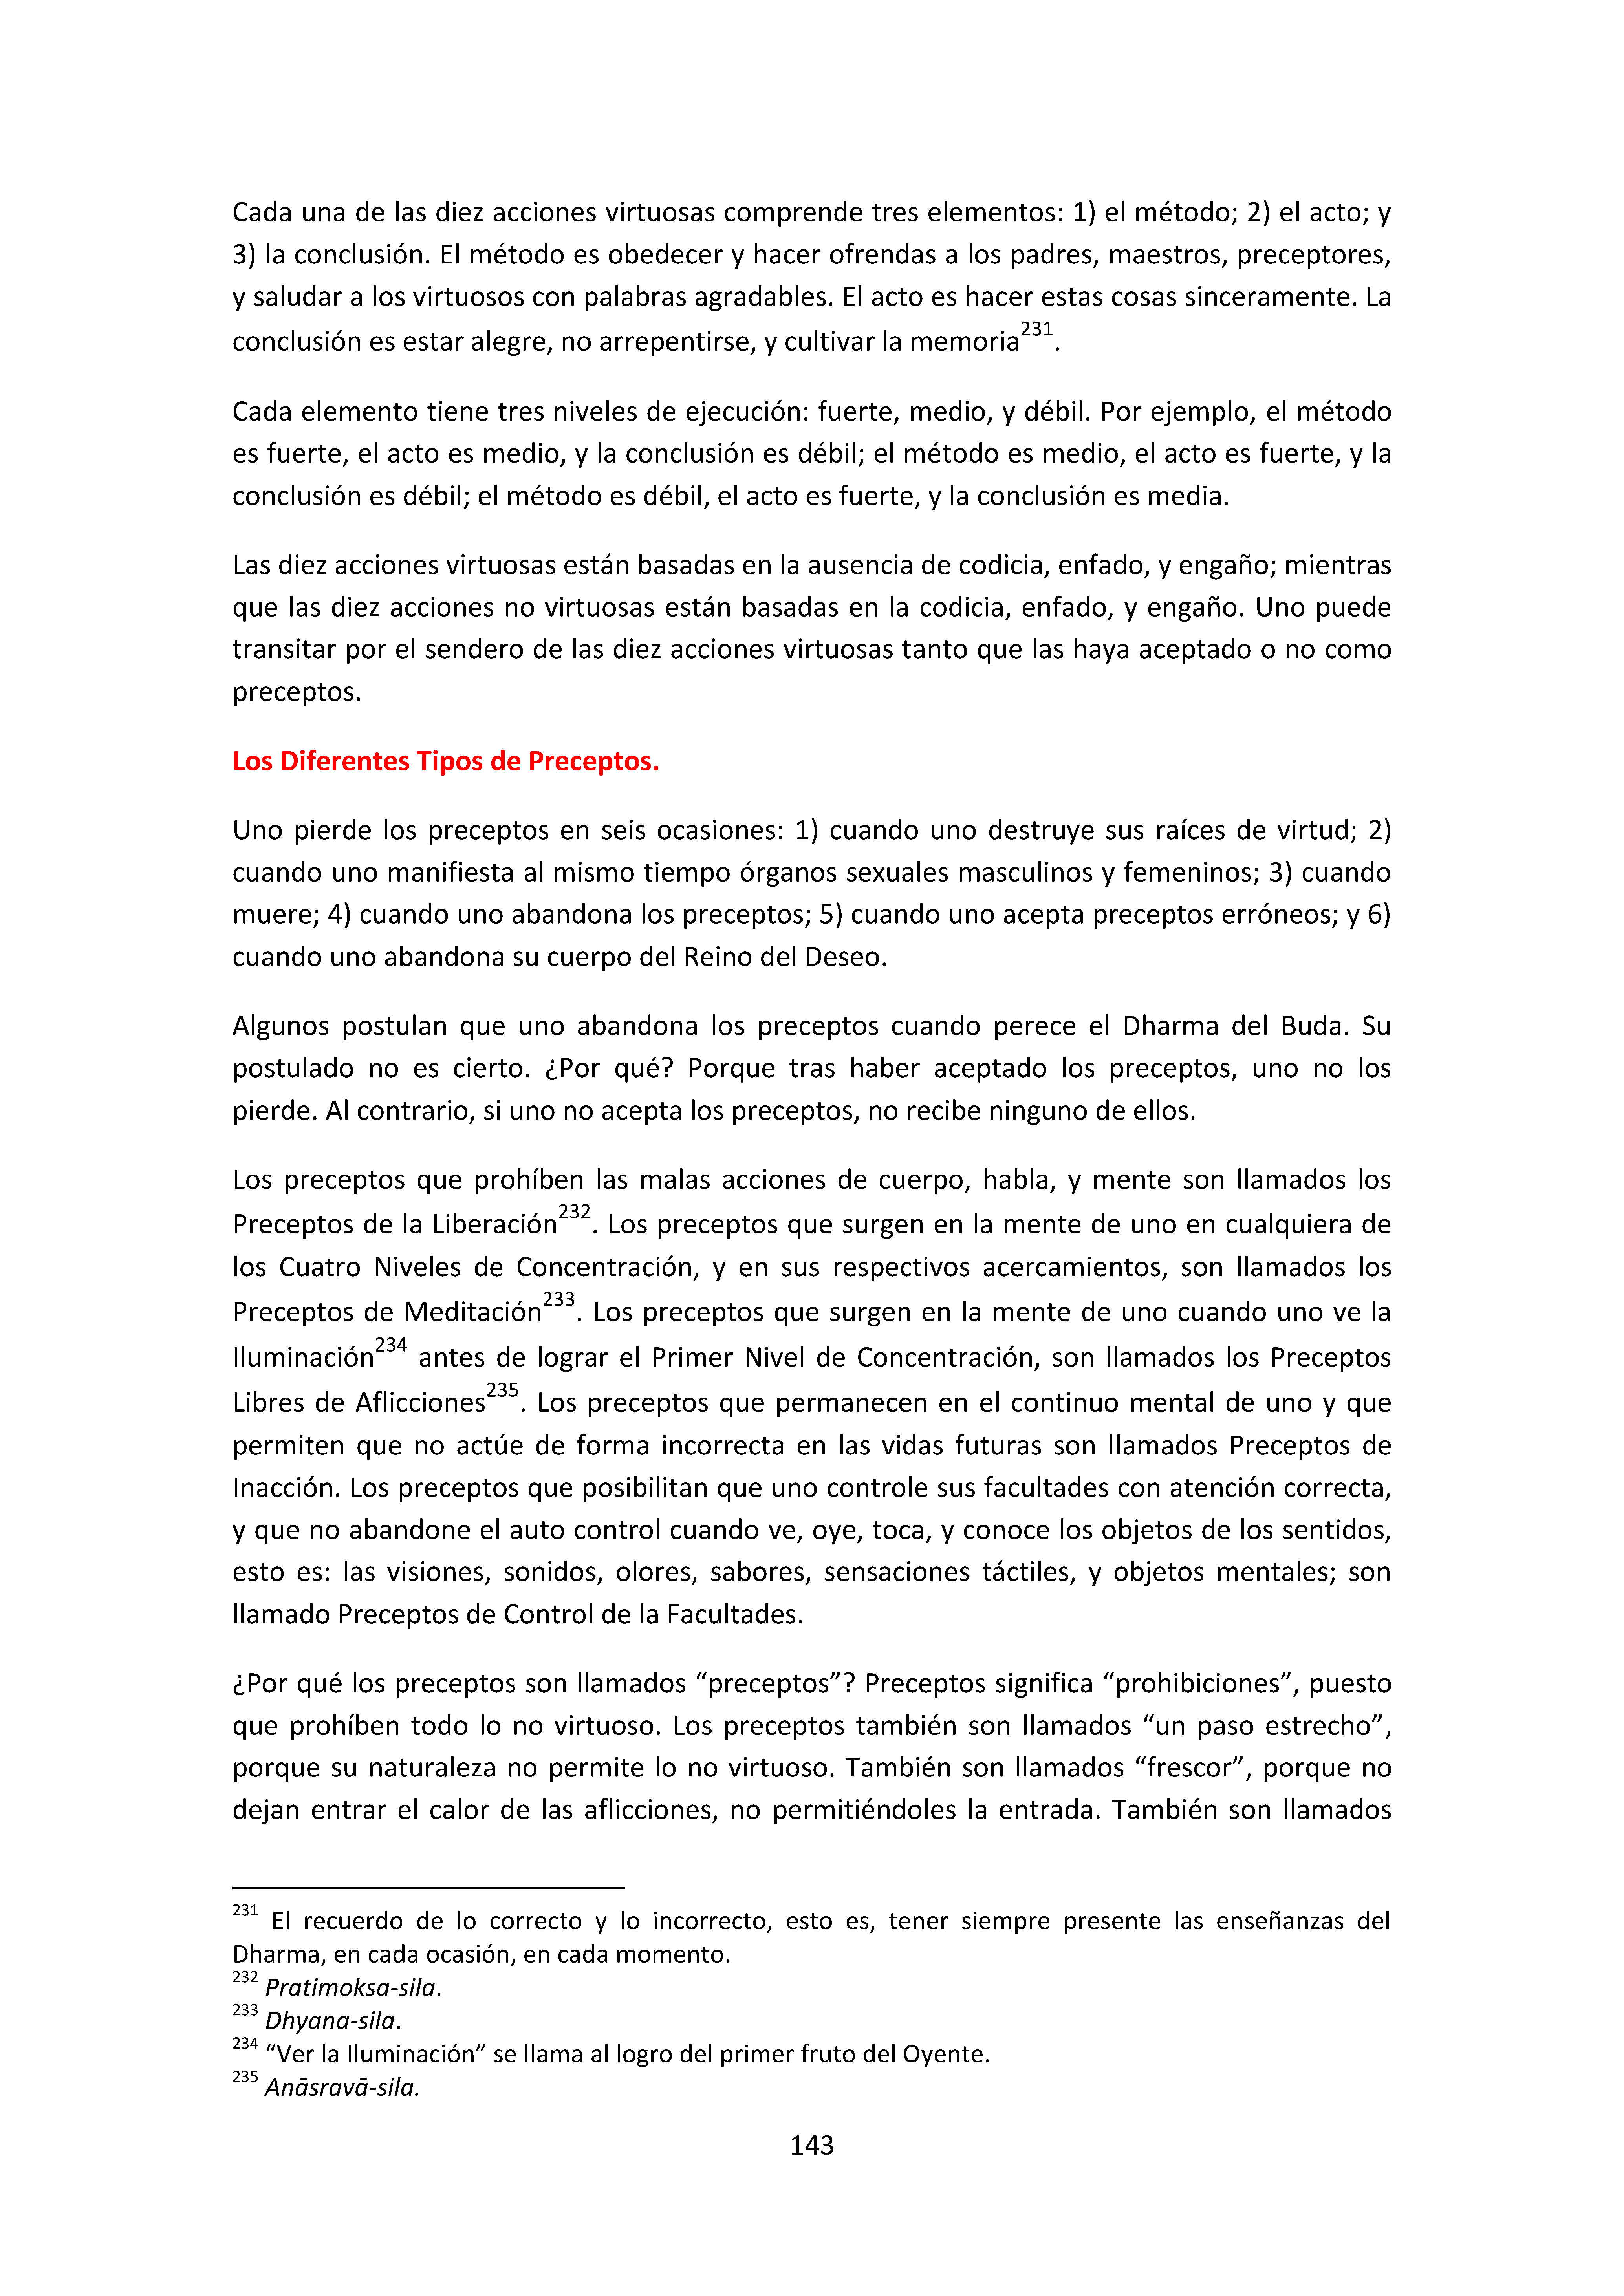 Cada una de las diez acciones virtuosas comprende tres elementos: 1) el método; 2) el acto; y
3) la conclusión. El método es obedecer y hacer ofrendas a los padres, maestros, preceptores,
y saludar a los virtuosos con palabras agradables. El acto es hacer estas cosas sinceramente. La
conclusión es estar alegre, no arrepentirse, y cultivar la memoria231.
Cada elemento tiene tres niveles de ejecución: fuerte, medio, y débil. Por ejemplo, el método
es fuerte, el acto es medio, y la conclusión es débil; el método es medio, el acto es fuerte, y la
conclusión es débil; el método es débil, el acto es fuerte, y la conclusión es media.
Las diez acciones virtuosas están basadas en la ausencia de codicia, enfado, y engaño; mientras
que las diez acciones no virtuosas están basadas en la codicia, enfado, y engaño. Uno puede
transitar por el sendero de las diez acciones virtuosas tanto que las haya aceptado o no como
preceptos.
Los Diferentes Tipos de Preceptos.
Uno pierde los preceptos en seis ocasiones: 1) cuando uno destruye sus raíces de virtud; 2)
cuando uno manifiesta al mismo tiempo órganos sexuales masculinos y femeninos; 3) cuando
muere; 4) cuando uno abandona los preceptos; 5) cuando uno acepta preceptos erróneos; y 6)
cuando uno abandona su cuerpo del Reino del Deseo.
Algunos postulan que uno abandona los preceptos cuando perece el Dharma del Buda. Su
postulado no es cierto. ¿Por qué? Porque tras haber aceptado los preceptos, uno no los
pierde. Al contrario, si uno no acepta los preceptos, no recibe ninguno de ellos.
Los preceptos que prohíben las malas acciones de cuerpo, habla, y mente son llamados los
Preceptos de la Liberación232. Los preceptos que surgen en la mente de uno en cualquiera de
los Cuatro Niveles de Concentración, y en sus respectivos acercamientos, son llamados los
Preceptos de Meditación233. Los preceptos que surgen en la mente de uno cuando uno ve la
Iluminación234 antes de lograr el Primer Nivel de Concentración, son llamados los Preceptos
Libres de Aflicciones235. Los preceptos que permanecen en el continuo mental de uno y que
permiten que no actúe de forma incorrecta en las vidas futuras son llamados Preceptos de
Inacción. Los preceptos que posibilitan que uno controle sus facultades con atención correcta,
y que no abandone el auto control cuando ve, oye, toca, y conoce los objetos de los sentidos,
esto es: las visiones, sonidos, olores, sabores, sensaciones táctiles, y objetos mentales; son
llamado Preceptos de Control de la Facultades.
¿Por qué los preceptos son llamados “preceptos”? Preceptos significa “prohibiciones”, puesto
que prohíben todo lo no virtuoso. Los preceptos también son llamados “un paso estrecho”,
porque su naturaleza no permite lo no virtuoso. También son llamados “frescor”, porque no
dejan entrar el calor de las aflicciones, no permitiéndoles la entrada. También son llamados
231 El recuerdo de lo correcto y lo incorrecto, esto es, tener siempre presente las enseñanzas del
Dharma, en cada ocasión, en cada momento.
232 Pratimoksa-sila.
233 Dhyana-sila.
234 “Ver la Iluminación” se llama al logro del primer fruto del Oyente.
235 Anāsravā-sila.
143